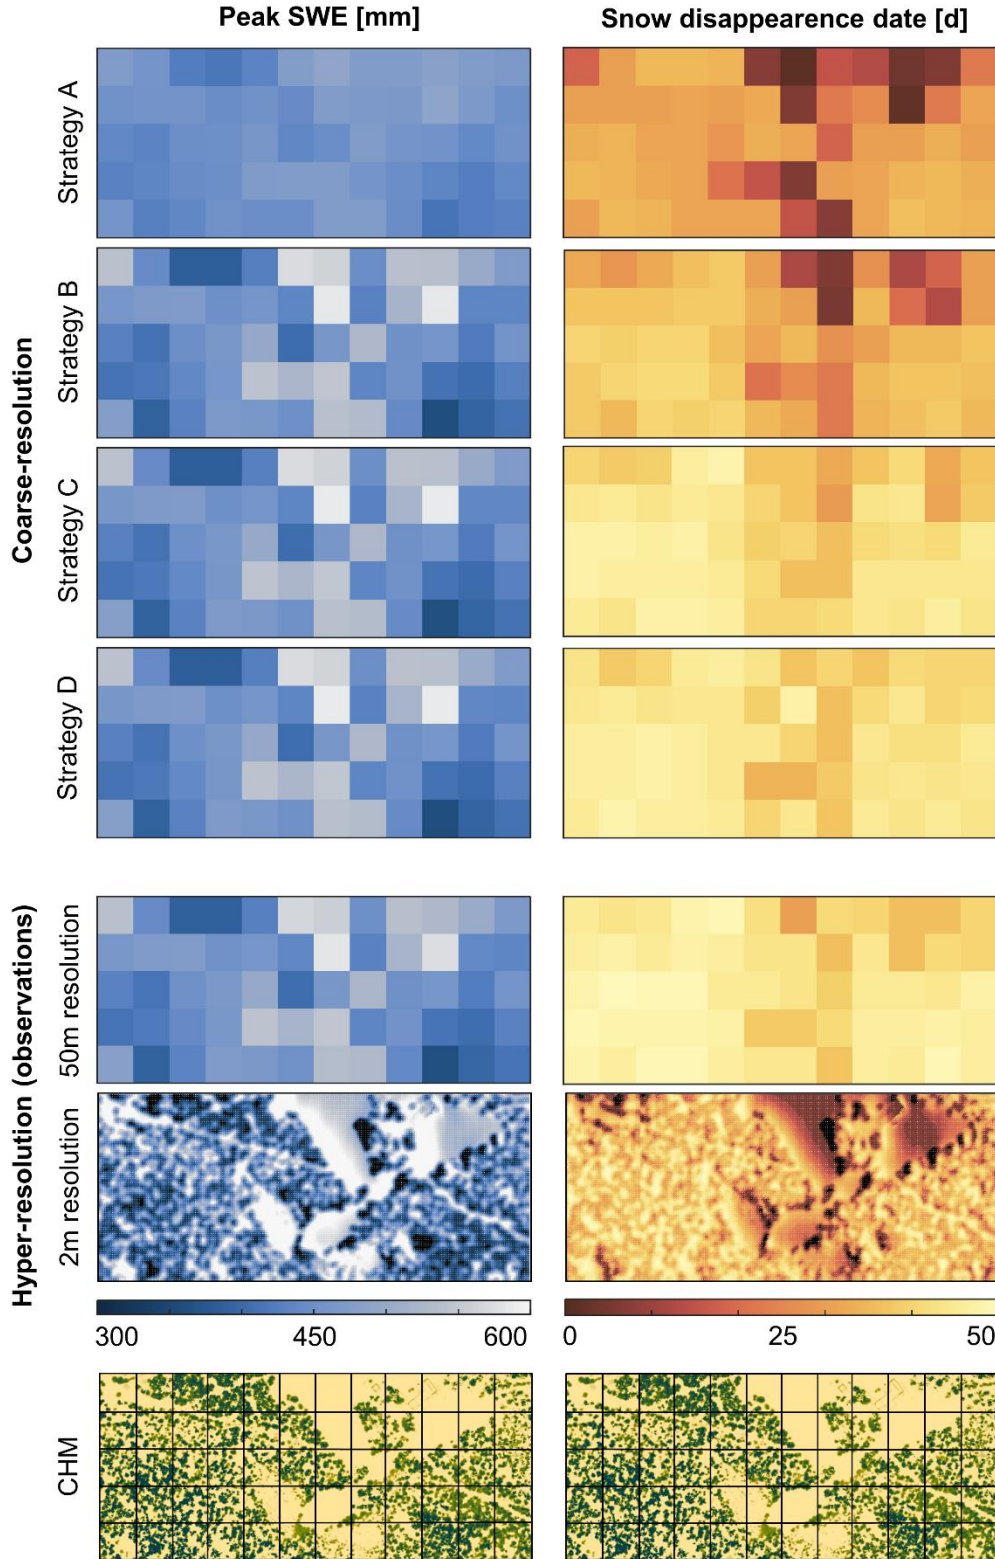 Peak SWE [mm]
Snow disappearence date [d]
Coarse-resolution
Strategy A
Strategy B
Strategy C
Strategy D
Hyper-resolution (observations)
50m resolution
2m resolution
300
450
600
0
25
50
CHM